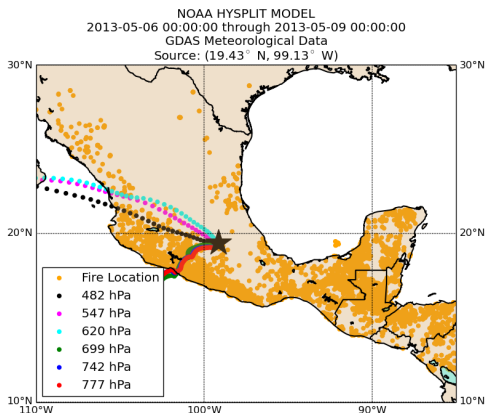 NOAA HYSPLIT MODEL
2013-05-06 00:00:00 through 2013-05-09 00:00:00
GDAS Meteorological Data
Source: (19.43° N, 99.13° W)
30°N 30°N
20°N 20°N
Fire Location
482 hPa
547 hPa
620 hPa
699 hPa
742 hPa
777 hPa
10°N 10°N
110°W 100°W 90°W